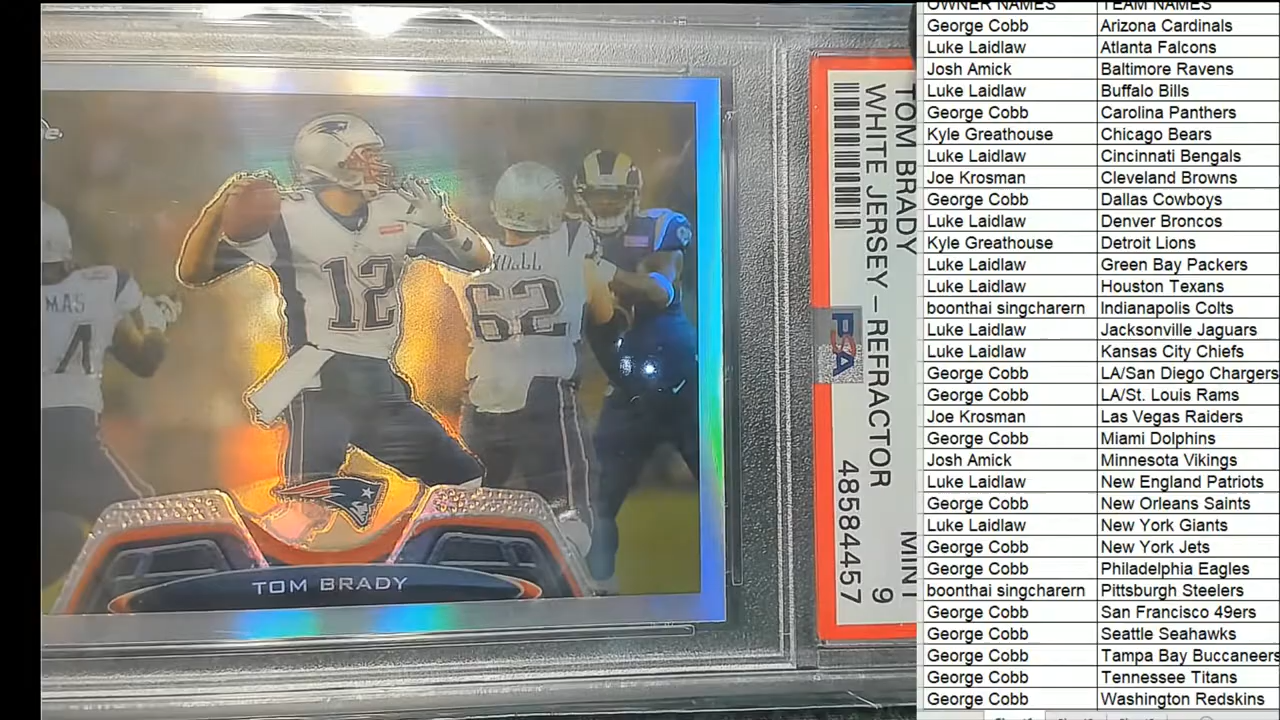 OWNER NAMES TEAM NAMES
George Cobb Arizona Cardinals
Luke Laidlaw Atlanta Falcons
Josh Amick Baltimore Ravens
Luke Laidlaw Buffalo Bills
George Cobb Carolina Panthers
Kyle Greathouse Chicago Bears
Luke Laidlaw Cincinnati Bengals
Joe Krosman Cleveland Browns
George Cobb Dallas Cowboys
Luke Laidlaw Denver Broncos
Kyle Greathouse Detroit Lions
Luke Laidlaw Green Bay Packers
Luke Laidlaw Houston Texans
boonthai singcharern Indianapolis Colts
Luke Laidlaw Jacksonville Jaguars
Luke Laidlaw Kansas City Chiefs
George Cobb LA/San Diego Chargers
George Cobb LA/St. Louis Rams
Joe Krosman Las Vegas Raiders
George Cobb Miami Dolphins
Josh Amick Minnesota Vikings
Luke Laidlaw New England Patriots
George Cobb New Orleans Saints
Luke Laidlaw New York Giants
George Cobb New York Jets
George Cobb Philadelphia Eagles
boonthai singcharern Pittsburgh Steelers
George Cobb San Francisco 49ers
George Cobb Seattle Seahawks
George Cobb Tampa Bay Buccaneers
George Cobb Tennessee Titans
George Cobb Washington Redskins
TOM BRADY MINT
WHITE JERSEY – REFRACTOR 9
PSA 48584457
12
62
MAS
4
TOM BRADY